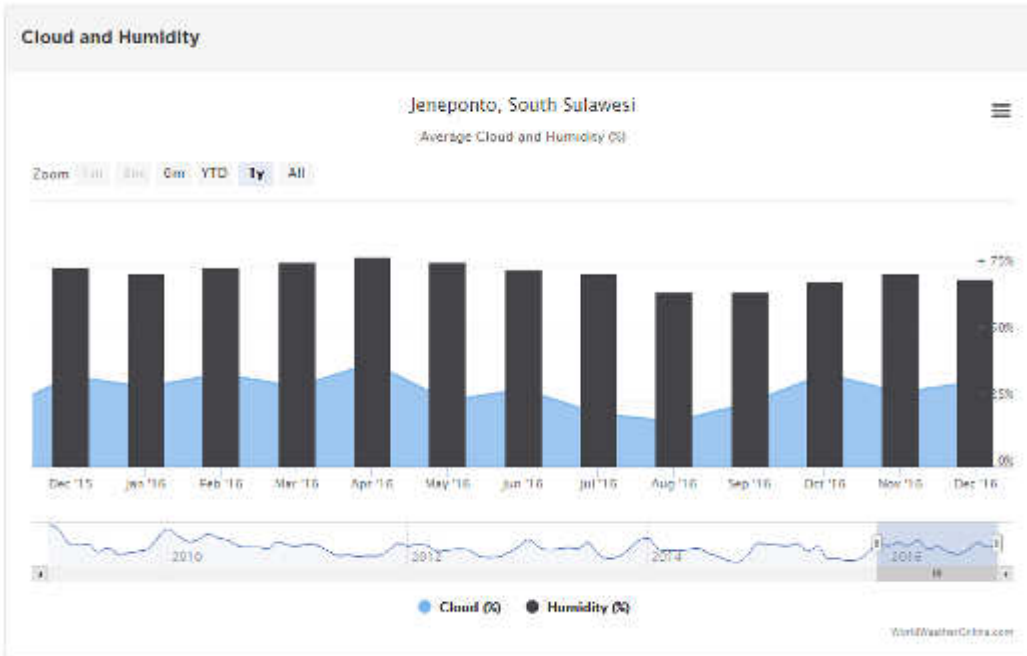 Cloud and Humidity
Jeneponto, South Sulawesi
Average Cloud and Humidity (%)
Zoom 6m YTD 1y All
75%
50%
25%
0%
Dec '15 Jan '16 Feb '16 Mar '16 Apr '16 May '16 Jun '16 Jul '16 Aug '16 Sep '16 Oct '16 Nov '16 Dec '16
2010 2012 2014 2016
Cloud (%) Humidity (%)
WorldWeatherOnline.com